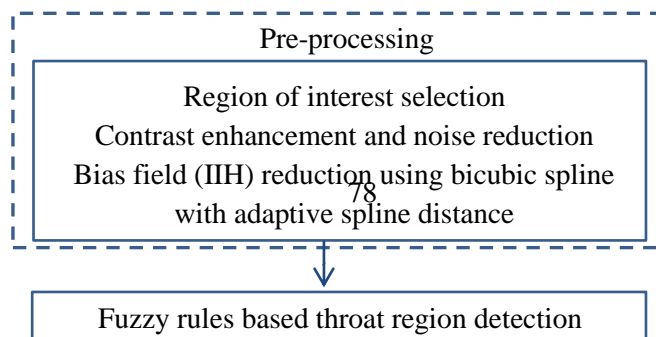 Pre-processing
Region of interest selection
Contrast enhancement and noise reduction
Bias field (IIH) reduction using bicubic spline
78
with adaptive spline distance
Fuzzy rules based throat region detection